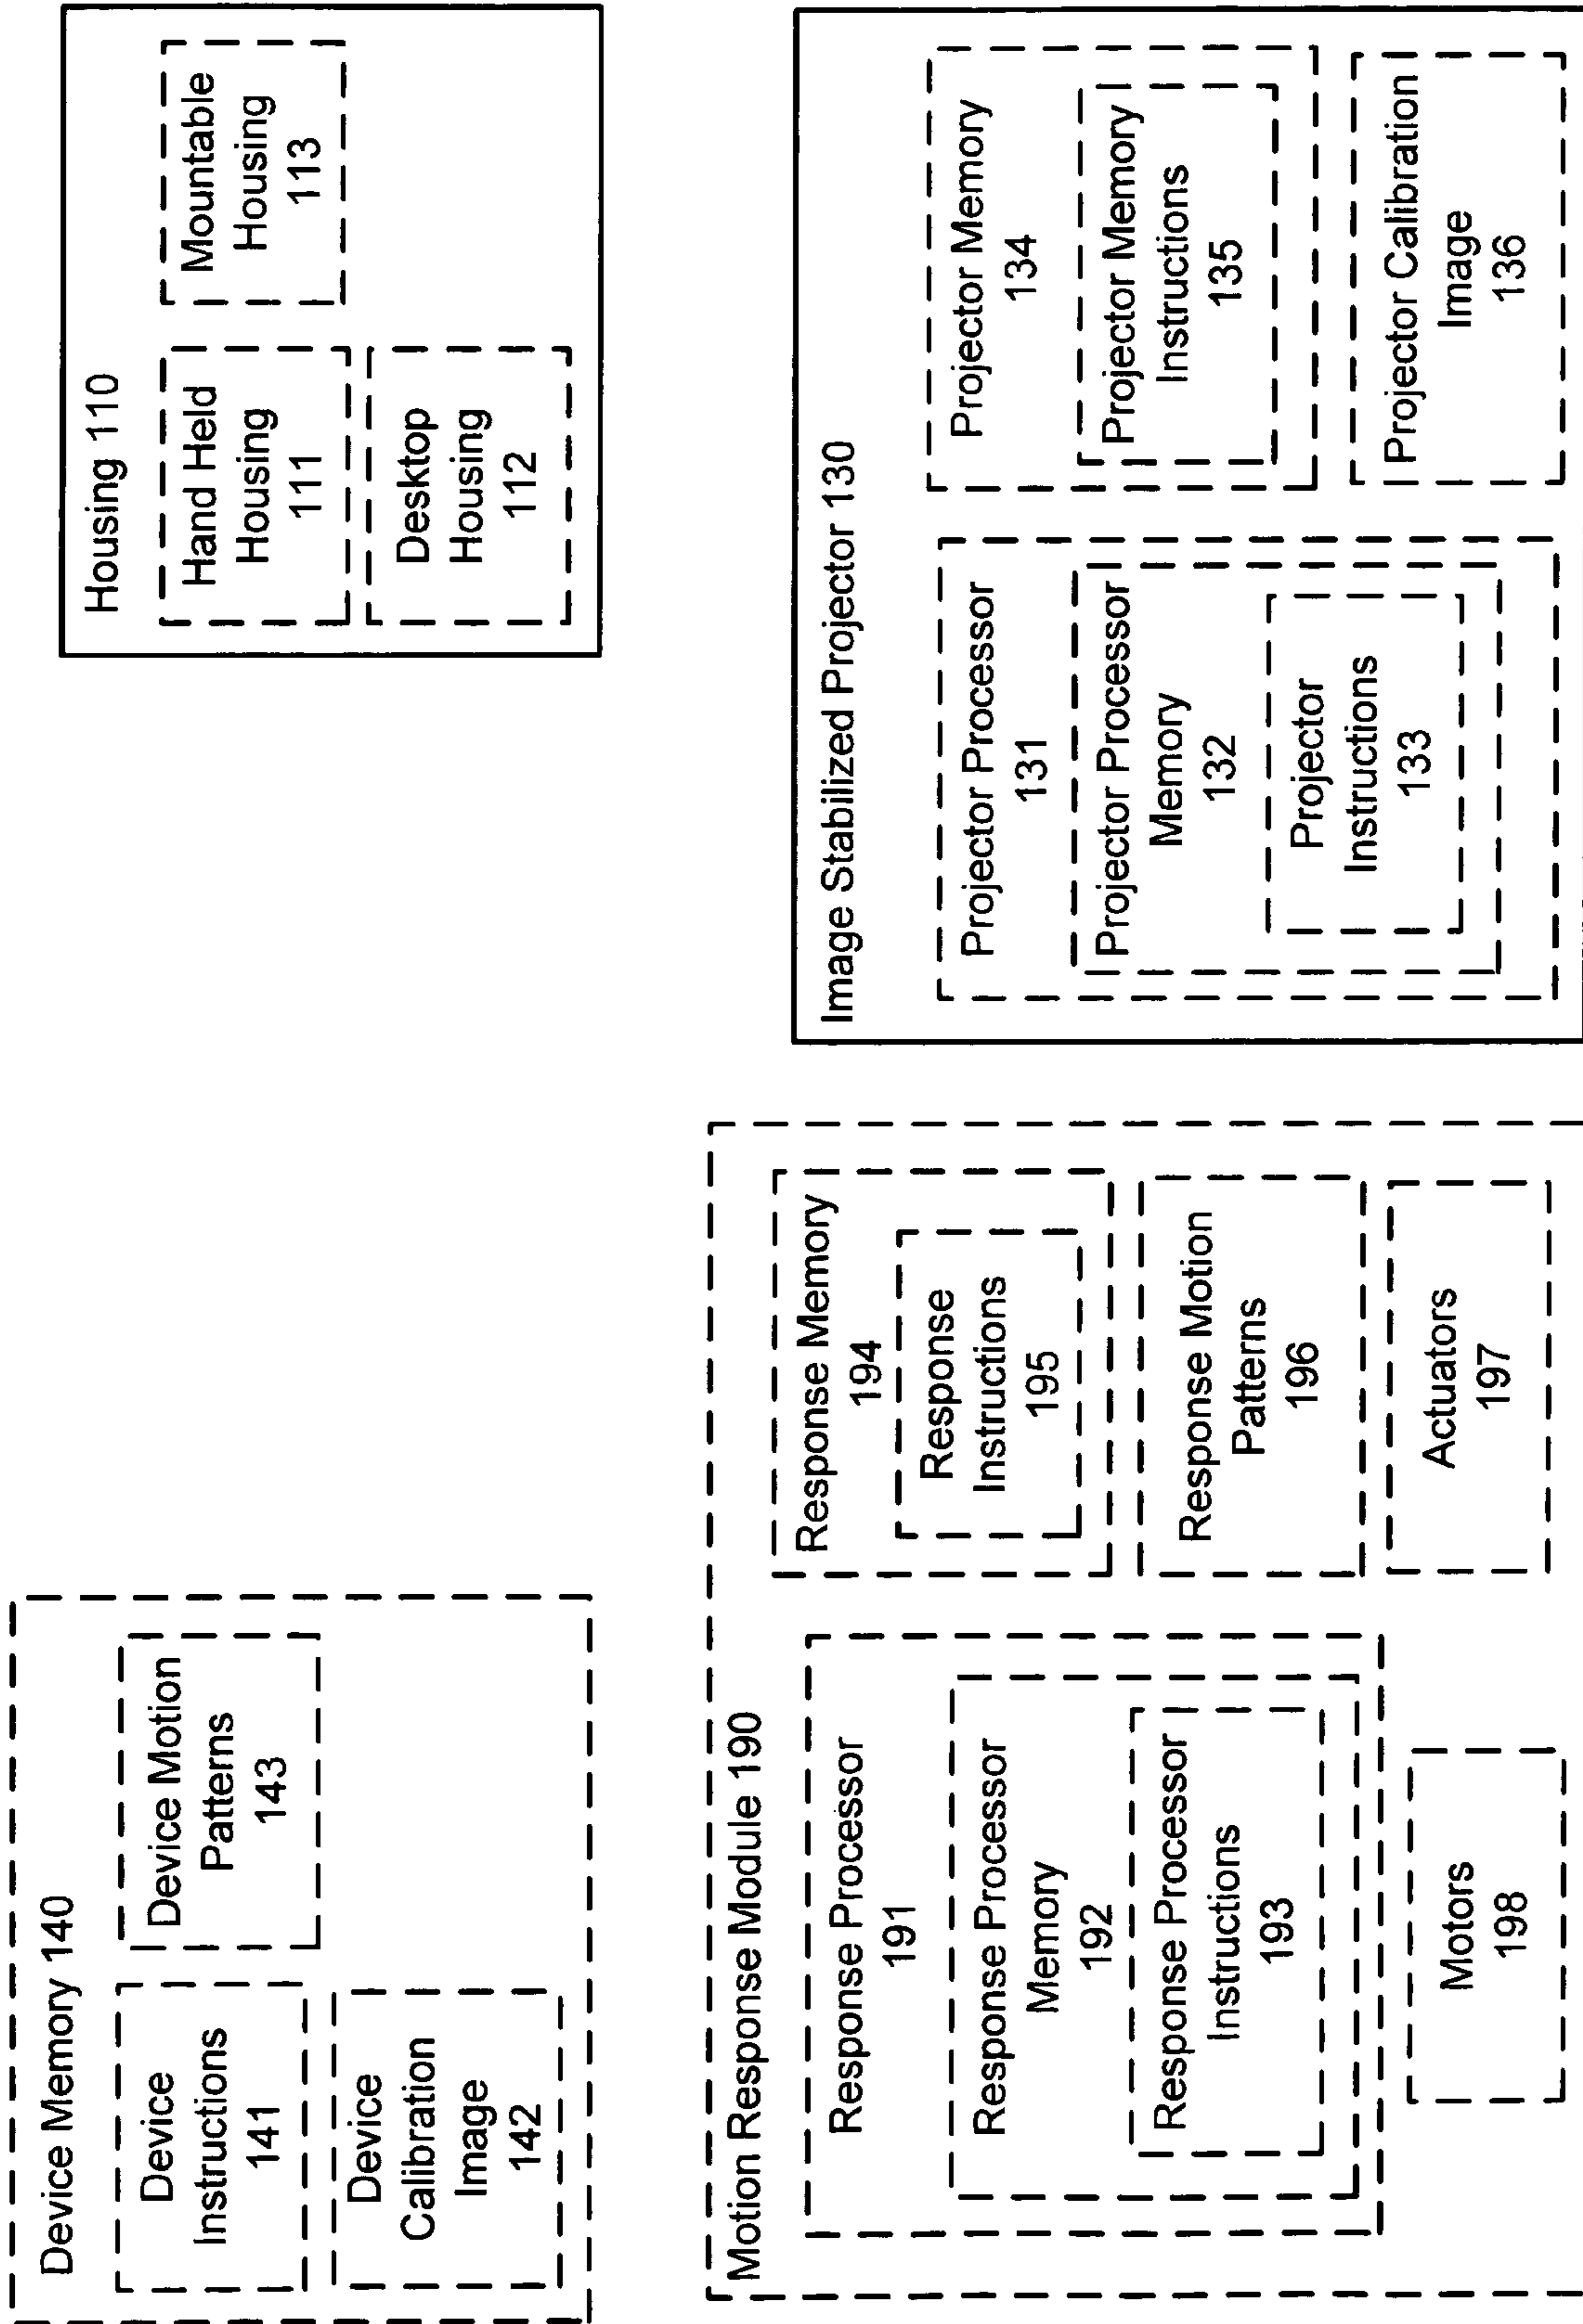 Device Memory 140
Device
Instructions
141
Device Motion
Patterns
143
Device
Calibration
Image
142
Housing 110
Hand Held
Housing
111
Mountable
Housing
113
Desktop
Housing
112
Motion Response Module 190
Response Processor
191
Response Processor
Memory
192
Response Processor
Instructions
193
Response Memory
194
Response
Instructions
195
Response Motion
Patterns
196
Motors
198
Actuators
197
Image Stabilized Projector 130
Projector Processor
131
Projector Processor
Memory
132
Projector
Instructions
133
Projector Memory
134
Projector Memory
Instructions
135
Projector Calibration
Image
136